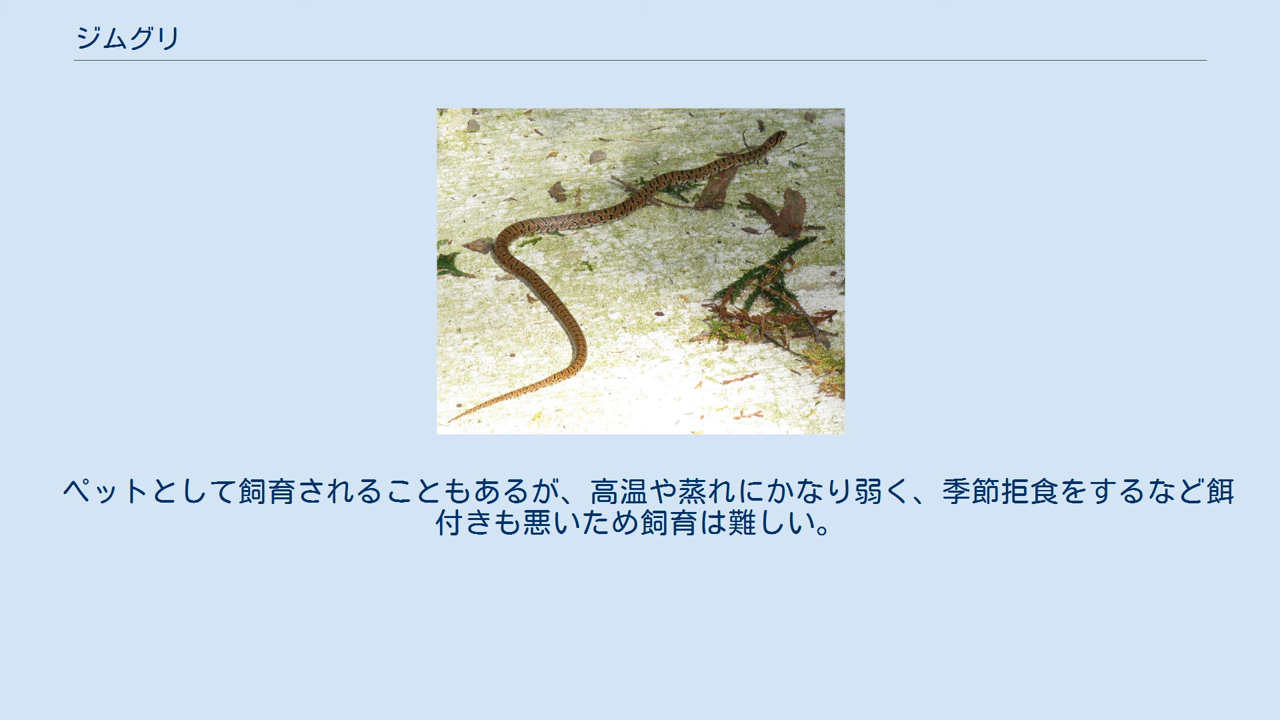 ジムグリ
ペットとして飼育されることもあるが、高温や蒸れにかなり弱く、季節拒食をするなど餌
付きも悪いため飼育は難しい。